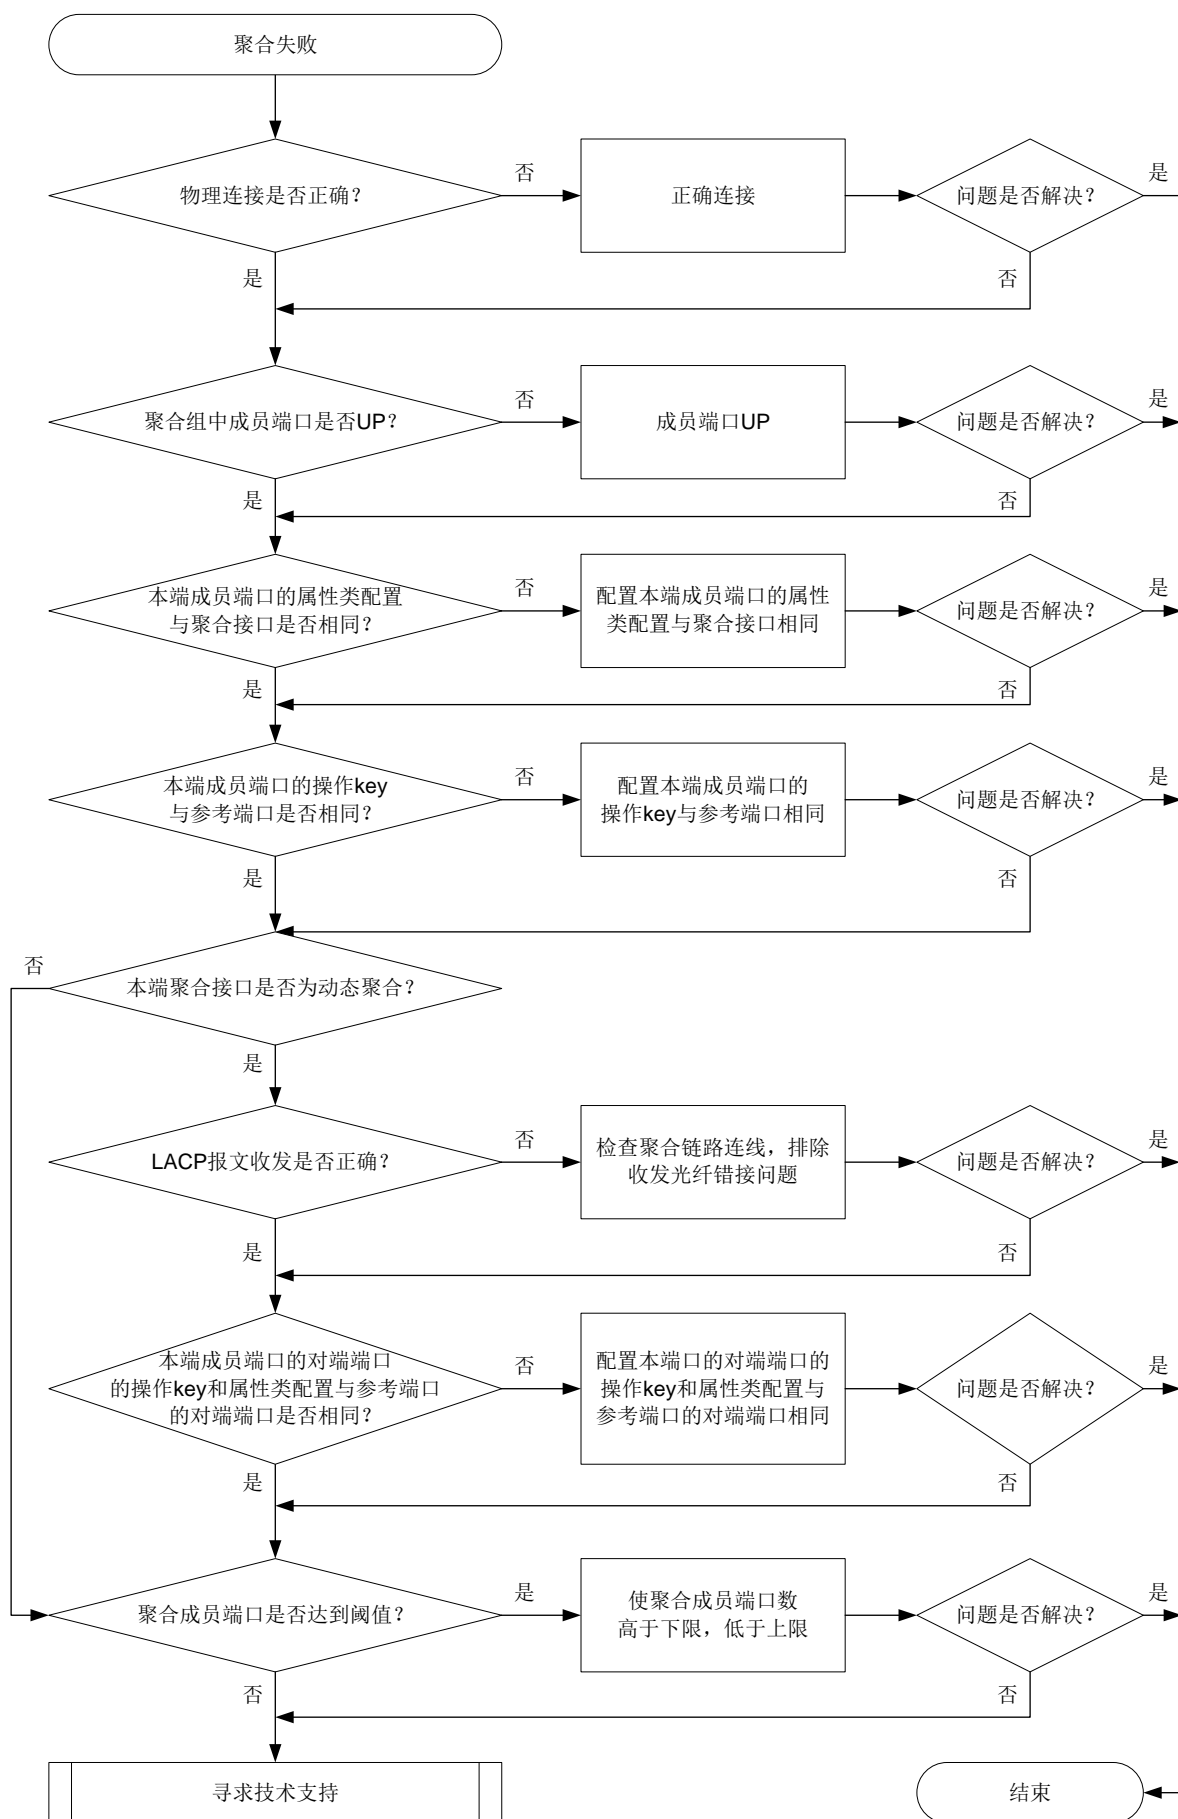 聚合失败
物理连接是否正确？
否
正确连接
问题是否解决？
是
是
否
聚合组中成员端口是否UP？
否
成员端口UP
问题是否解决？
是
是
否
本端成员端口的属性类配置
与聚合接口是否相同？
否
配置本端成员端口的属性
类配置与聚合接口相同
问题是否解决？
是
是
否
本端成员端口的操作key
与参考端口是否相同？
否
配置本端成员端口的
操作key与参考端口相同
问题是否解决？
是
是
否
否
本端聚合接口是否为动态聚合？
是
LACP报文收发是否正确？
否
检查聚合链路连线，排除
收发光纤错接问题
问题是否解决？
是
是
否
本端成员端口的对端端口
的操作key和属性类配置与参考端口
的对端端口是否相同？
否
配置本端口的对端端口的
操作key和属性类配置与
参考端口的对端端口相同
问题是否解决？
是
是
否
聚合成员端口是否达到阈值？
是
使聚合成员端口数
高于下限，低于上限
问题是否解决？
是
否
否
寻求技术支持
结束